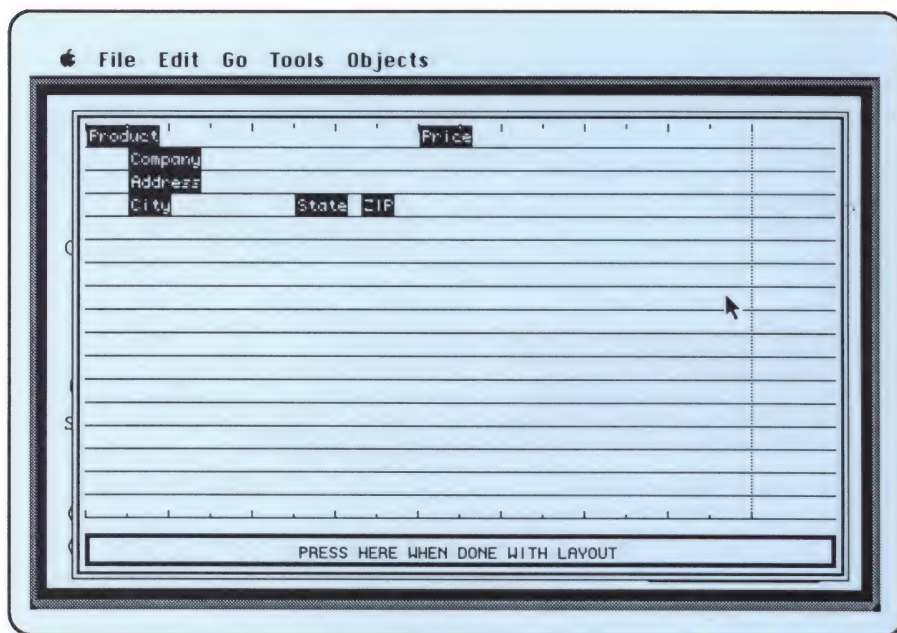 File Edit Go Tools Objects
Product Price
Company
Address
City State ZIP
PRESS HERE WHEN DONE WITH LAYOUT